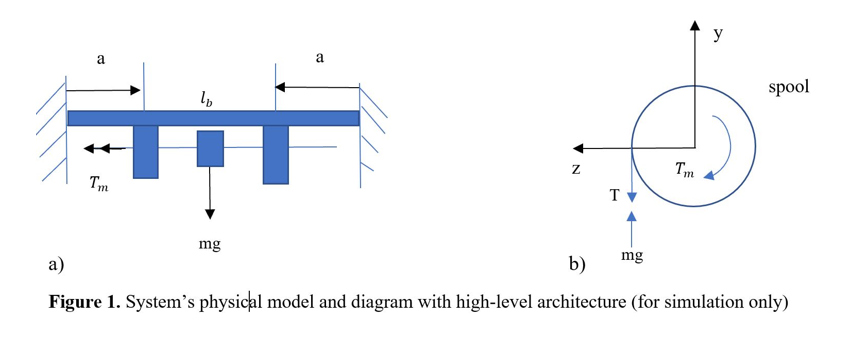 a
a
l_b
T_m
mg
a)
y
spool
z
T_m
T
mg
b)
Figure 1. System's physical model and diagram with high-level architecture (for simulation only)